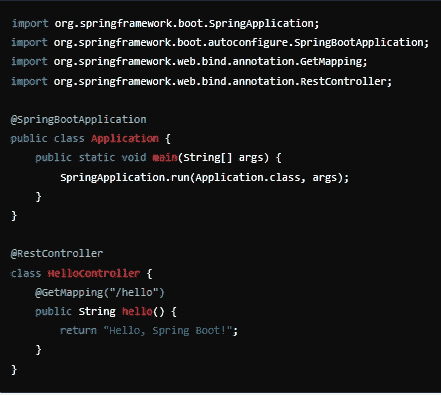 import org.springframework.boot.SpringApplication;
import org.springframework.boot.autoconfigure.SpringBootApplication;
import org.springframework.web.bind.annotation.GetMapping;
import org.springframework.web.bind.annotation.RestController;

@SpringBootApplication
public class Application {
    public static void main(String[] args) {
        SpringApplication.run(Application.class, args);
    }
}

@RestController
class HelloController {
    @GetMapping("/hello")
    public String hello() {
        return "Hello, Spring Boot!";
    }
}